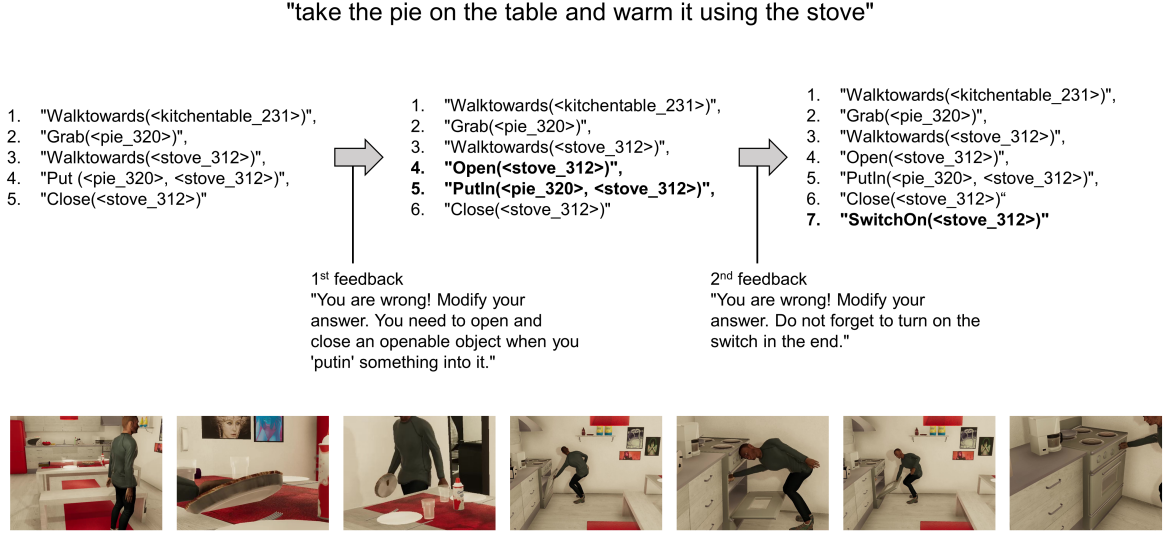 "take the pie on the table and warm it using the stove"
1. "Walktowards(<kitchentable_231>)",
2. "Grab(<pie_320>)",
3. "Walktowards(<stove_312>)",
4. "Put (<pie_320>, <stove_312>)",
5. "Close(<stove_312>)"
1. "Walktowards(<kitchentable_231>)",
2. "Grab(<pie_320>)",
3. "Walktowards(<stove_312>)",
4. "Open(<stove_312>)",
5. "PutIn(<pie_320>, <stove_312>)",
6. "Close(<stove_312>)"
1. "Walktowards(<kitchentable_231>)",
2. "Grab(<pie_320>)",
3. "Walktowards(<stove_312>)",
4. "Open(<stove_312>)",
5. "PutIn(<pie_320>, <stove_312>)",
6. "Close(<stove_312>)“
7. "SwitchOn(<stove_312>)"
1st feedback
"You are wrong! Modify your
answer. You need to open and
close an openable object when you
'putin' something into it."
2nd feedback
"You are wrong! Modify your
answer. Do not forget to turn on the
switch in the end."